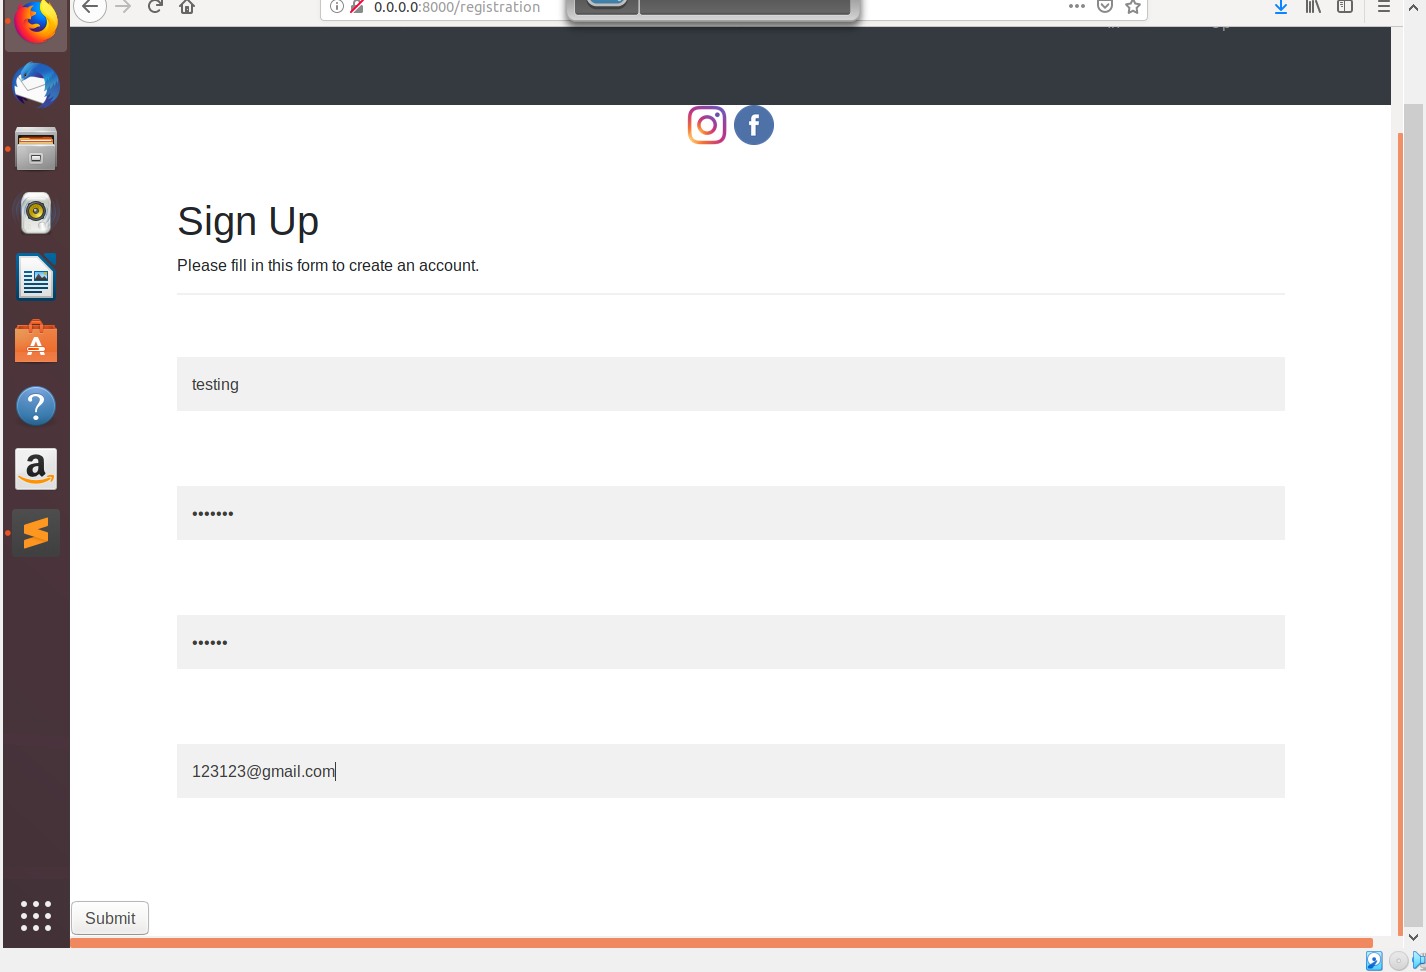 0.0.0.0:8000/registration
Sign Up
Please fill in this form to create an account.
testing
•••••••
••••••
123123@gmail.com
Submit